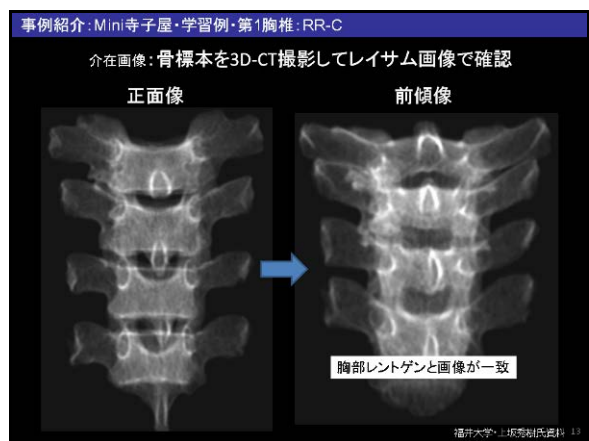 事例紹介:Mini寺子屋・学習例・第1胸椎:RR-C
介在画像:骨標本を3D-CT撮影してレイサム画像で確認
正面像
前傾像
胸部レントゲンと画像が一致
福井大学・上坂秀樹氏資料 13